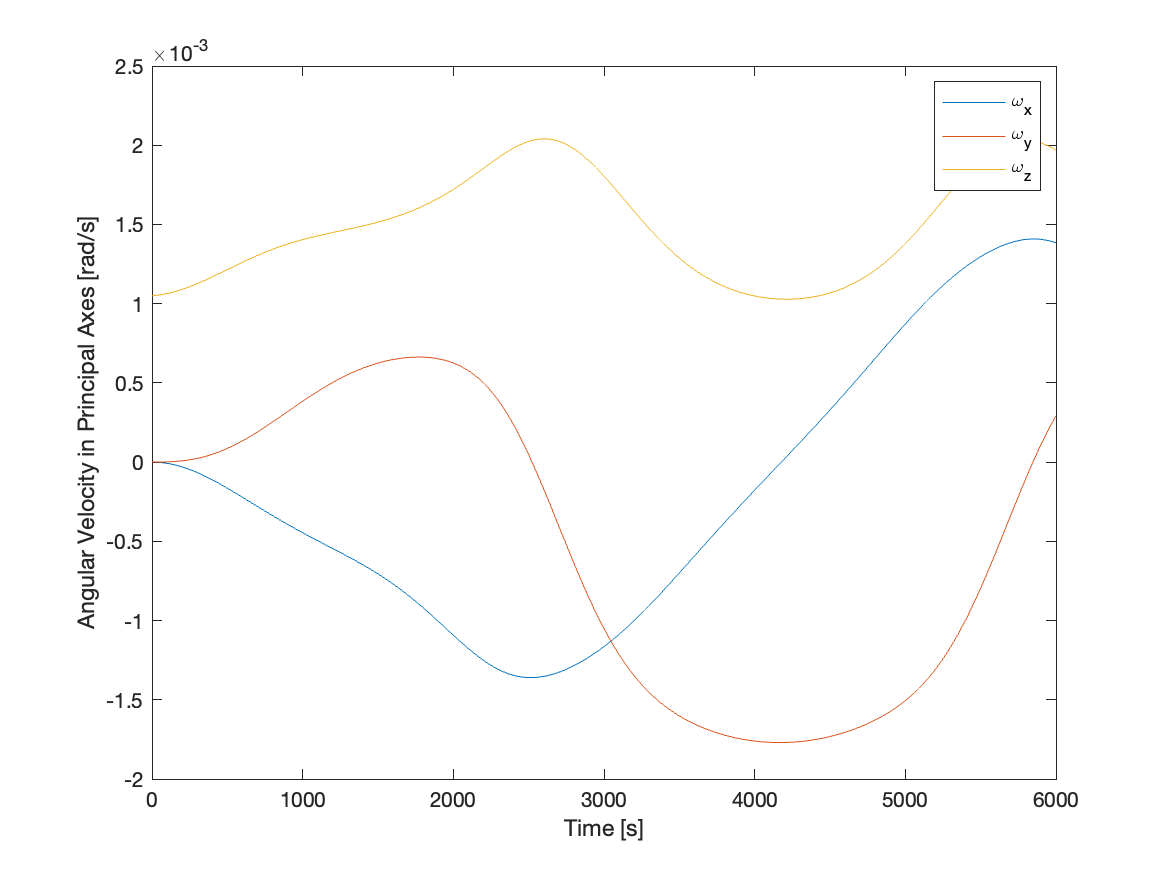 ×10⁻³
2.5
2
1.5
1
0.5
0
-0.5
-1
-1.5
-2
0 1000 2000 3000 4000 5000 6000
Time [s]
Angular Velocity in Principal Axes [rad/s]
ωx
ωy
ωz